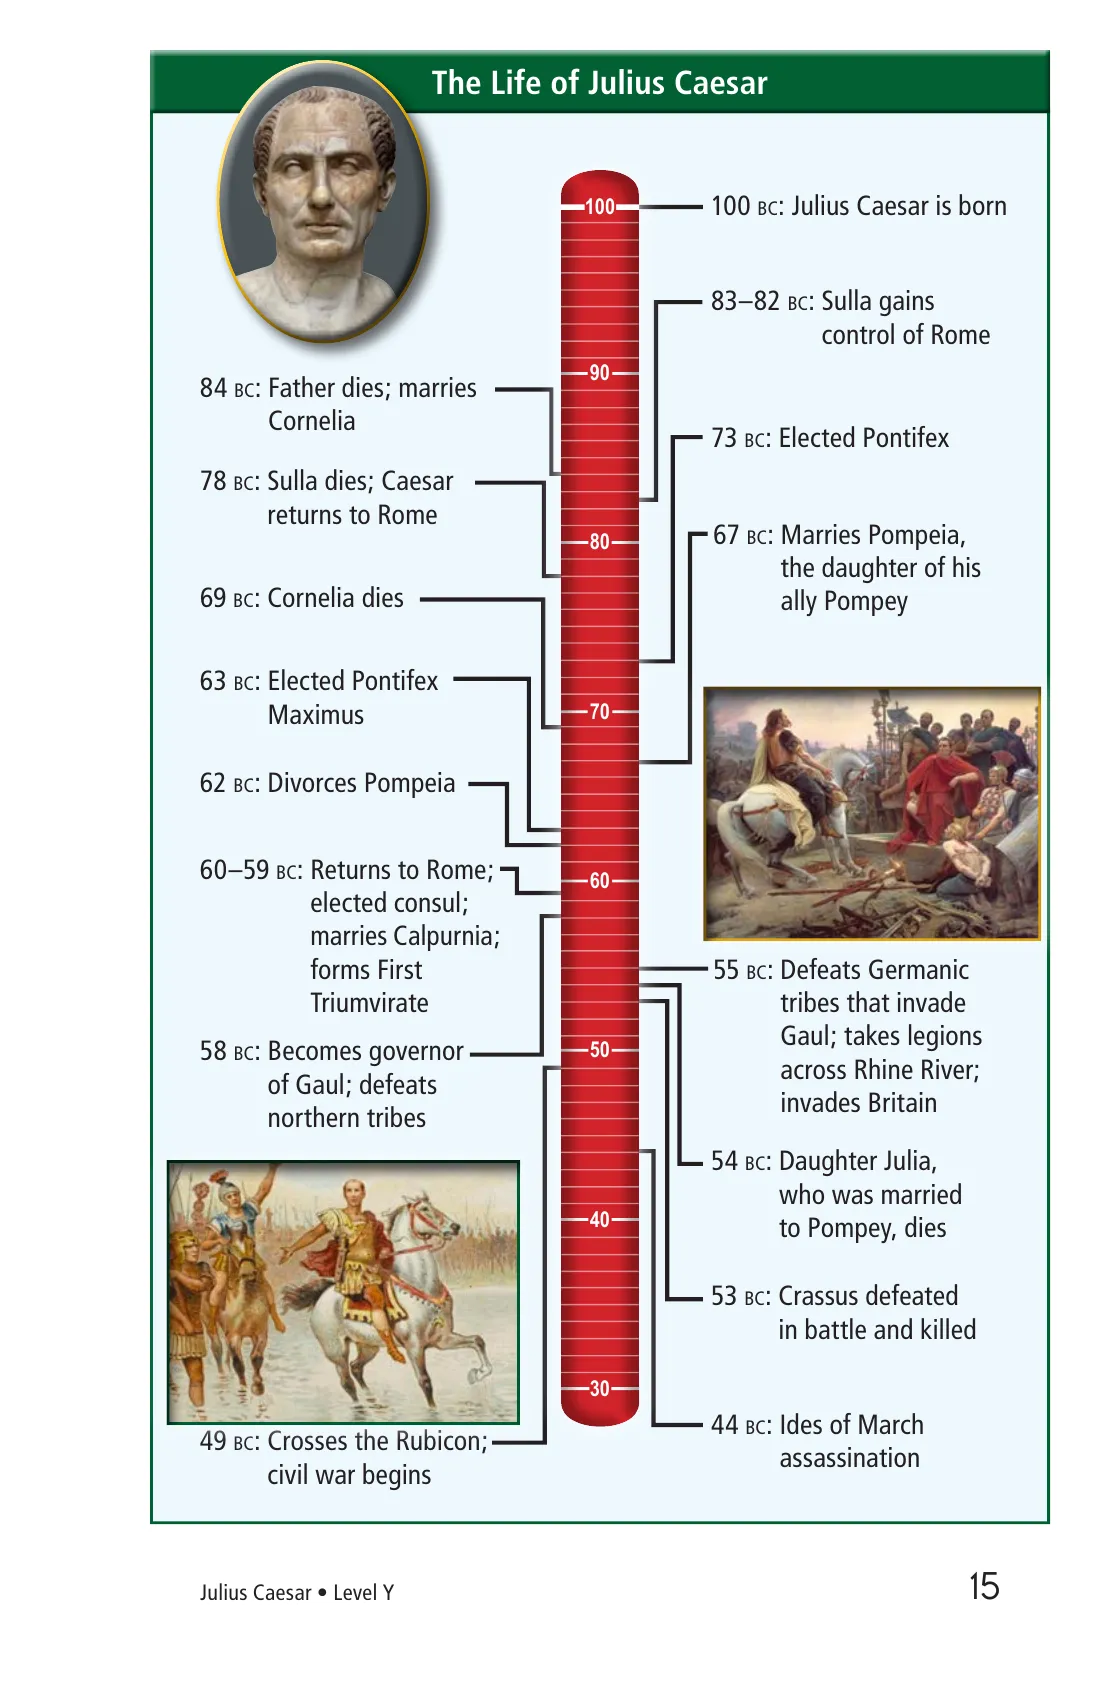 The Life of Julius Caesar
100
90
80
70
60
50
40
30
84 BC: Father dies; marries
Cornelia
78 BC: Sulla dies; Caesar
returns to Rome
69 BC: Cornelia dies
63 BC: Elected Pontifex
Maximus
62 BC: Divorces Pompeia
60–59 BC: Returns to Rome;
elected consul;
marries Calpurnia;
forms First
Triumvirate
58 BC: Becomes governor
of Gaul; defeats
northern tribes
49 BC: Crosses the Rubicon;
civil war begins
100 BC: Julius Caesar is born
83–82 BC: Sulla gains
control of Rome
73 BC: Elected Pontifex
67 BC: Marries Pompeia,
the daughter of his
ally Pompey
55 BC: Defeats Germanic
tribes that invade
Gaul; takes legions
across Rhine River;
invades Britain
54 BC: Daughter Julia,
who was married
to Pompey, dies
53 BC: Crassus defeated
in battle and killed
44 BC: Ides of March
assassination
Julius Caesar • Level Y
15